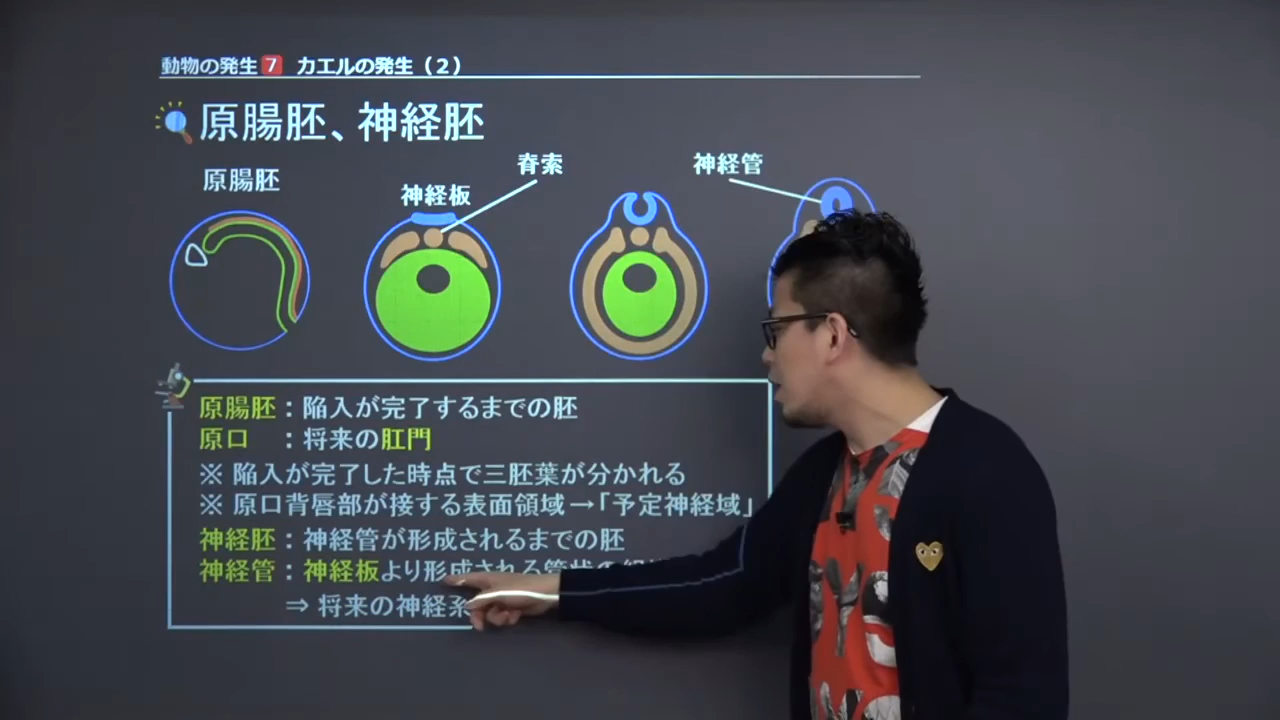 動物の発生 7 カエルの発生（２）
原腸胚、神経胚
原腸胚
神経板
脊索
神経管
原腸胚：陥入が完了するまでの胚
原口　：将来の肛門
※ 陥入が完了した時点で三胚葉が分かれる
※ 原口背唇部が接する表面領域→「予定神経域」
神経胚：神経管が形成されるまでの胚
神経管：神経板より形成される管状の
⇒ 将来の神経系